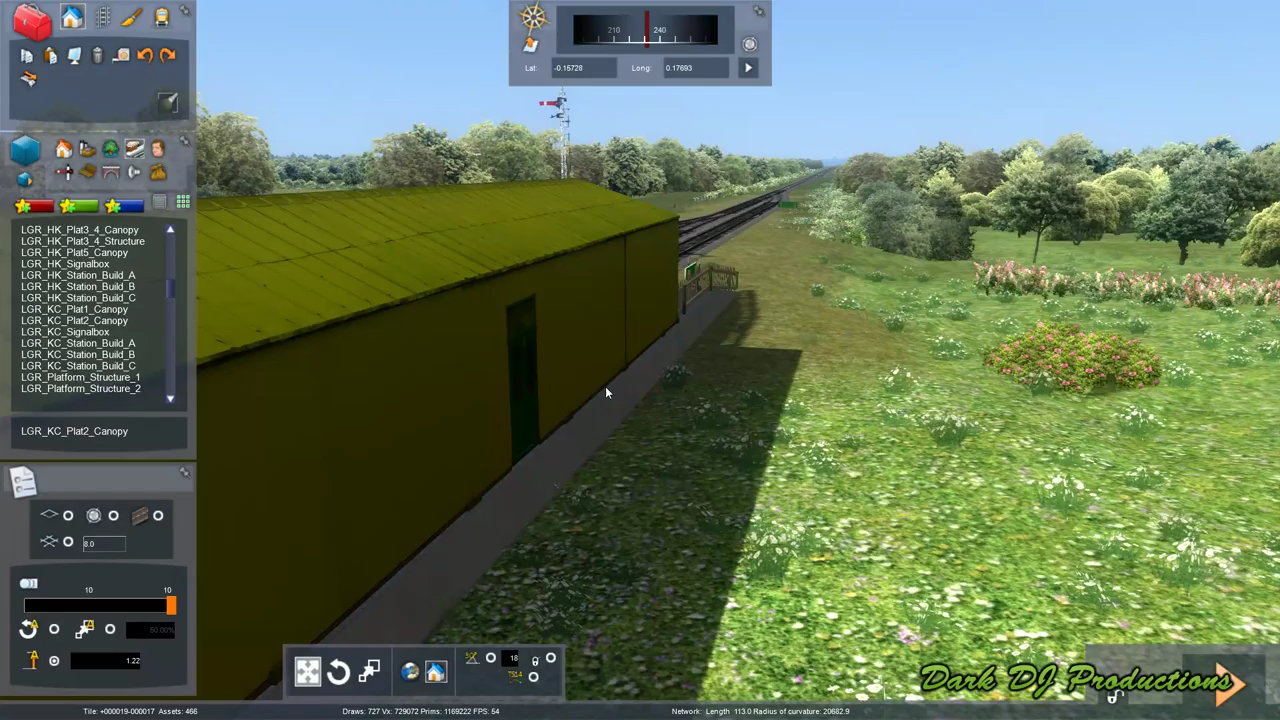 210 240
Lat: -0.15728 Long: 0.17693
LGR_HK_Plat3_4_Canopy
LGR_HK_Plat3_4_Structure
LGR_HK_Plat5_Canopy
LGR_HK_Signalbox
LGR_HK_Station_Build_A
LGR_HK_Station_Build_B
LGR_HK_Station_Build_C
LGR_KC_Plat1_Canopy
LGR_KC_Plat2_Canopy
LGR_KC_Signalbox
LGR_KC_Station_Build_A
LGR_KC_Station_Build_B
LGR_KC_Station_Build_C
LGR_Platform_Structure_1
LGR_Platform_Structure_2
LGR_KC_Plat2_Canopy
8.0
10 10
50.00%
1.22
18
Dark DJ Productions
Tile: +000019-000017 Assets: 466 Draws: 727 Vx: 729072 Prims: 1169222 FPS: 54 Network: Length 113.0 Radius of curvature: 20682.9